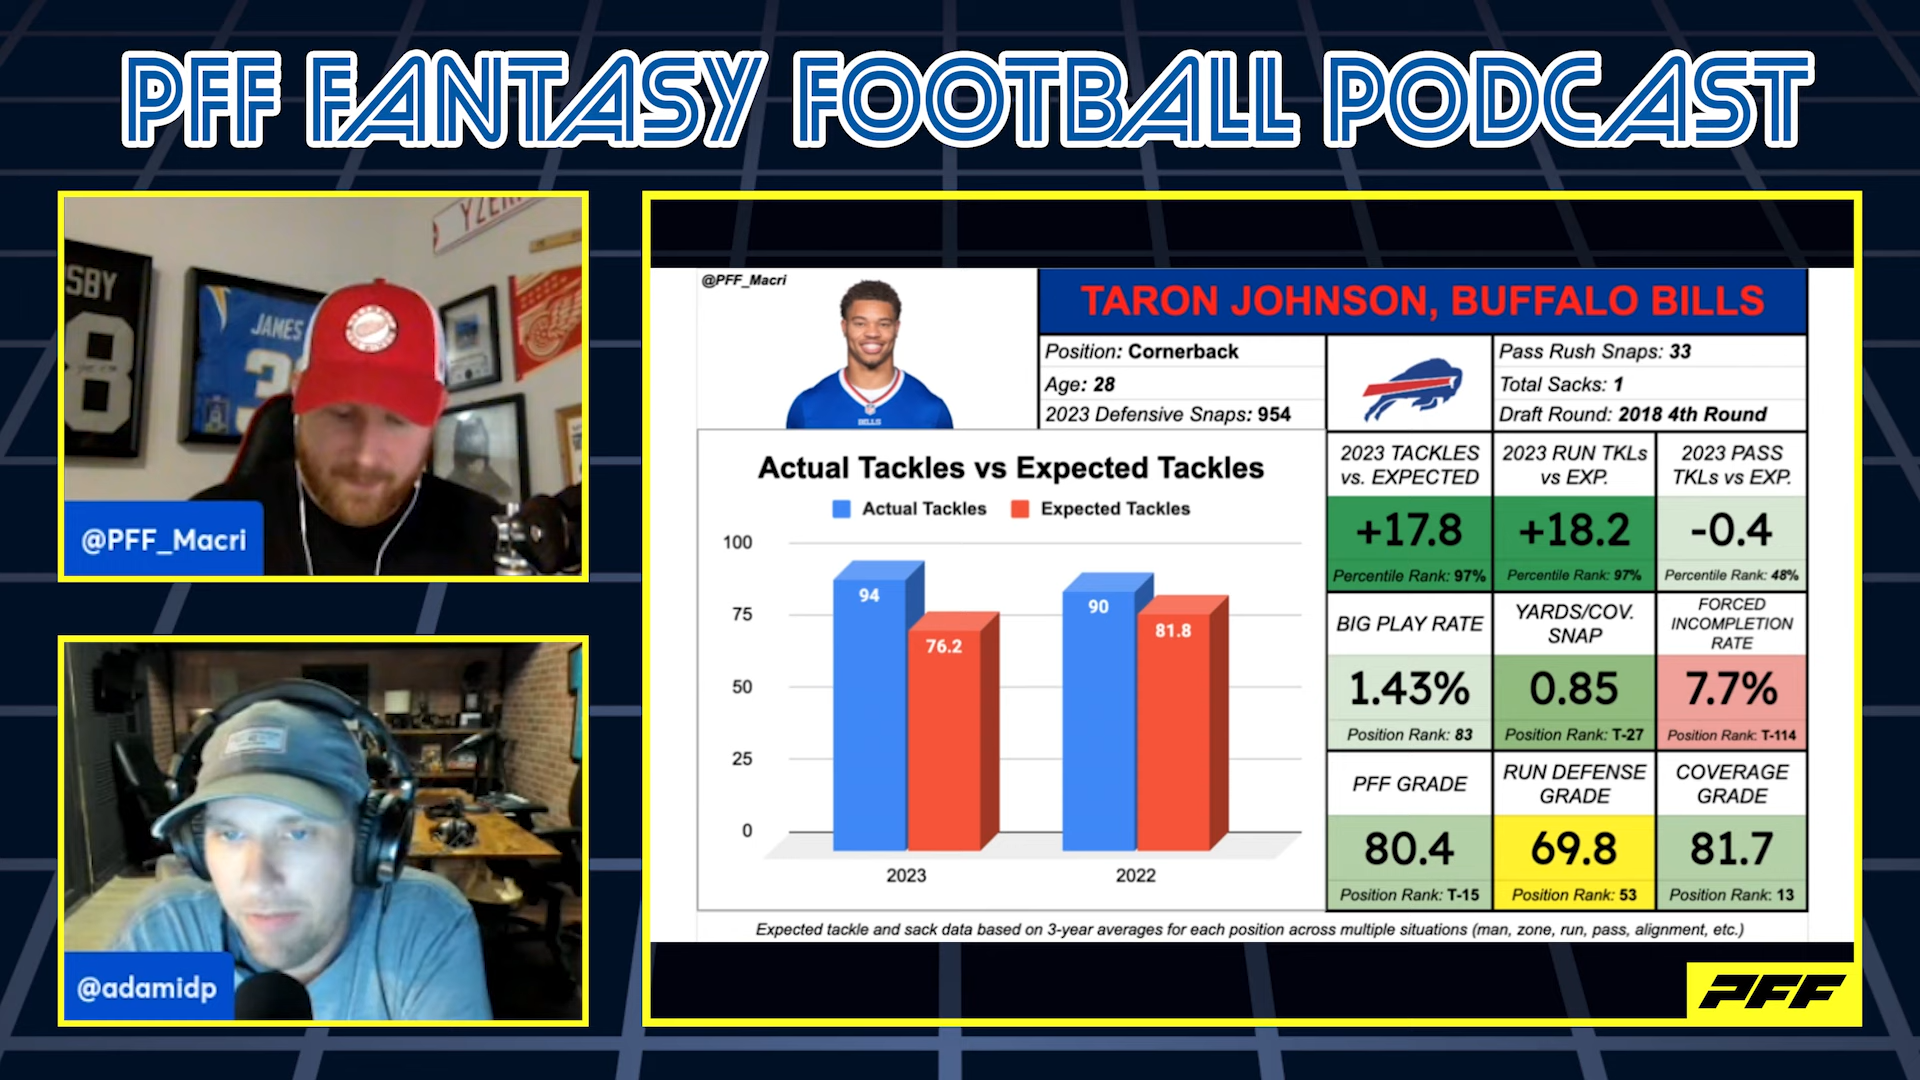 PFF FANTASY FOOTBALL PODCAST
SBY
8
JAMES
3
@PFF_Macri
@adamidp
@PFF_Macri
BILLS
TARON JOHNSON, BUFFALO BILLS
Position: Cornerback
Age: 28
2023 Defensive Snaps: 954
Pass Rush Snaps: 33
Total Sacks: 1
Draft Round: 2018 4th Round
Actual Tackles vs Expected Tackles
Actual Tackles
Expected Tackles
100
75
50
25
0
94
76.2
90
81.8
2023
2022
2023 TACKLES
vs. EXPECTED
+17.8
Percentile Rank: 97%
2023 RUN TKLs
vs EXP.
+18.2
Percentile Rank: 97%
2023 PASS
TKLs vs EXP.
-0.4
Percentile Rank: 48%
BIG PLAY RATE
1.43%
Position Rank: 83
YARDS/COV.
SNAP
0.85
Position Rank: T-27
FORCED
INCOMPLETION
RATE
7.7%
Position Rank: T-114
PFF GRADE
80.4
Position Rank: T-15
RUN DEFENSE
GRADE
69.8
Position Rank: 53
COVERAGE
GRADE
81.7
Position Rank: 13
Expected tackle and sack data based on 3-year averages for each position across multiple situations (man, zone, run, pass, alignment, etc.)
PFF